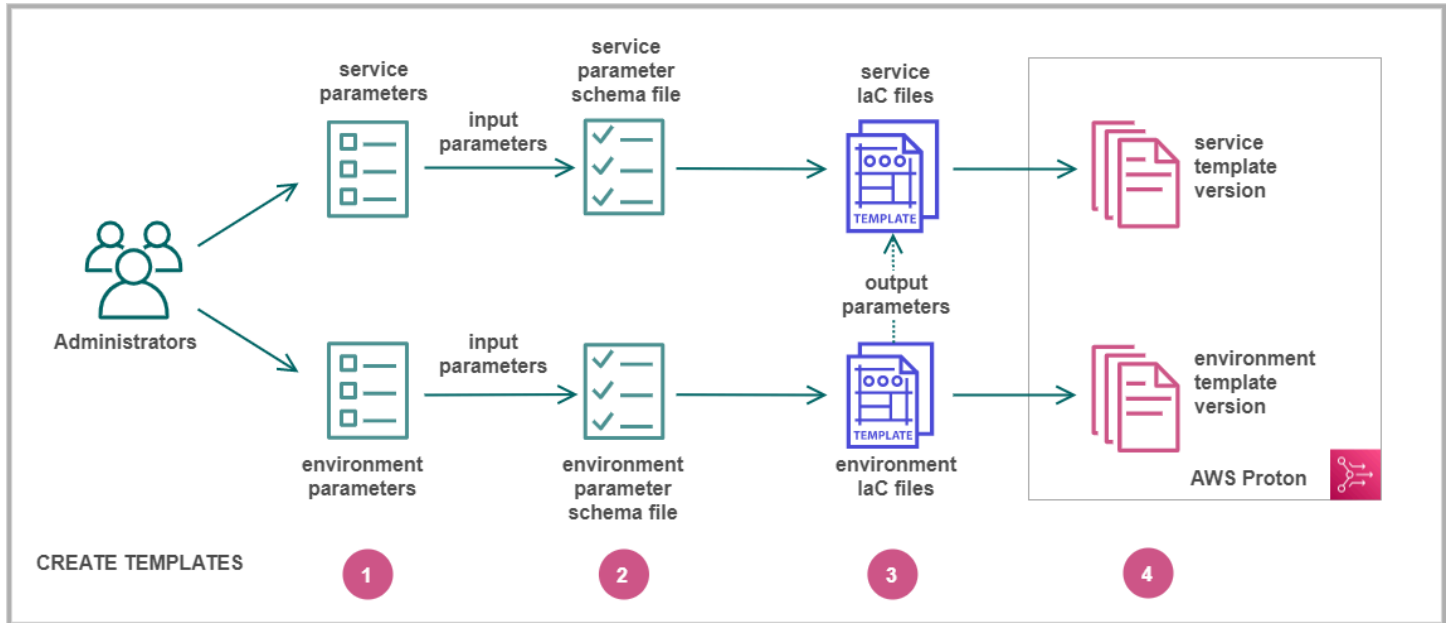 service
parameters
input
parameters
service
parameter
schema file
service
IaC files
TEMPLATE
service
template
version
Administrators
output
parameters
input
parameters
TEMPLATE
environment
template
version
environment
parameters
environment
parameter
schema file
environment
IaC files
AWS Proton
CREATE TEMPLATES
1
2
3
4